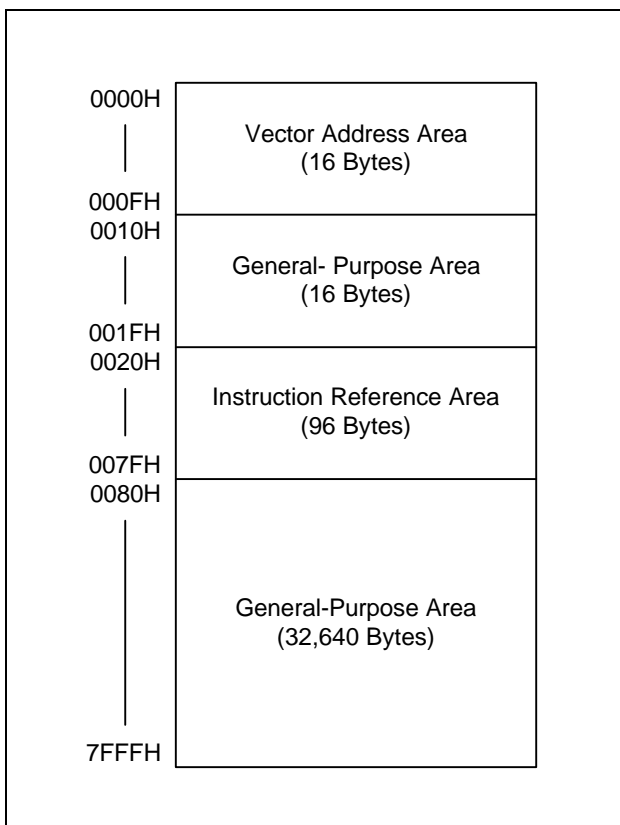 0000H
Vector Address Area
(16 Bytes)
000FH
0010H
General- Purpose Area
(16 Bytes)
001FH
0020H
Instruction Reference Area
(96 Bytes)
007FH
0080H
General-Purpose Area
(32,640 Bytes)
7FFFH